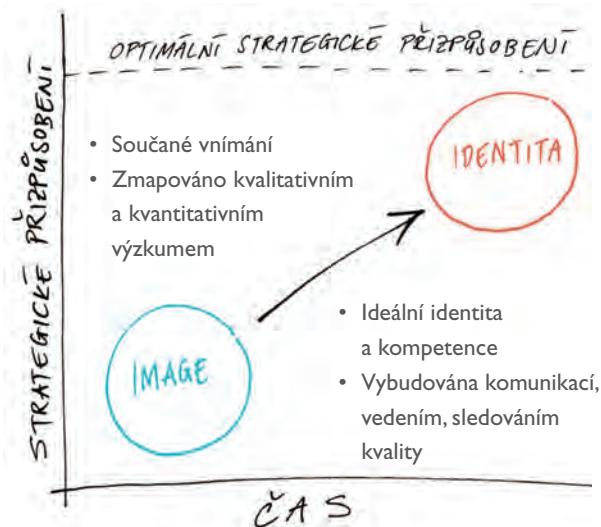 OPTIMÁLNÍ STRATEGICKÉ PŘIZPŮSOBENÍ
STRATEGICKÉ PŘIZPŮSOBENÍ
• Součané vnímání
• Zmapováno kvalitativním
a kvantitativním
výzkumem
IDENTITA
IMAGE
• Ideální identita
a kompetence
• Vybudována komunikací,
vedením, sledováním
kvality
ČAS